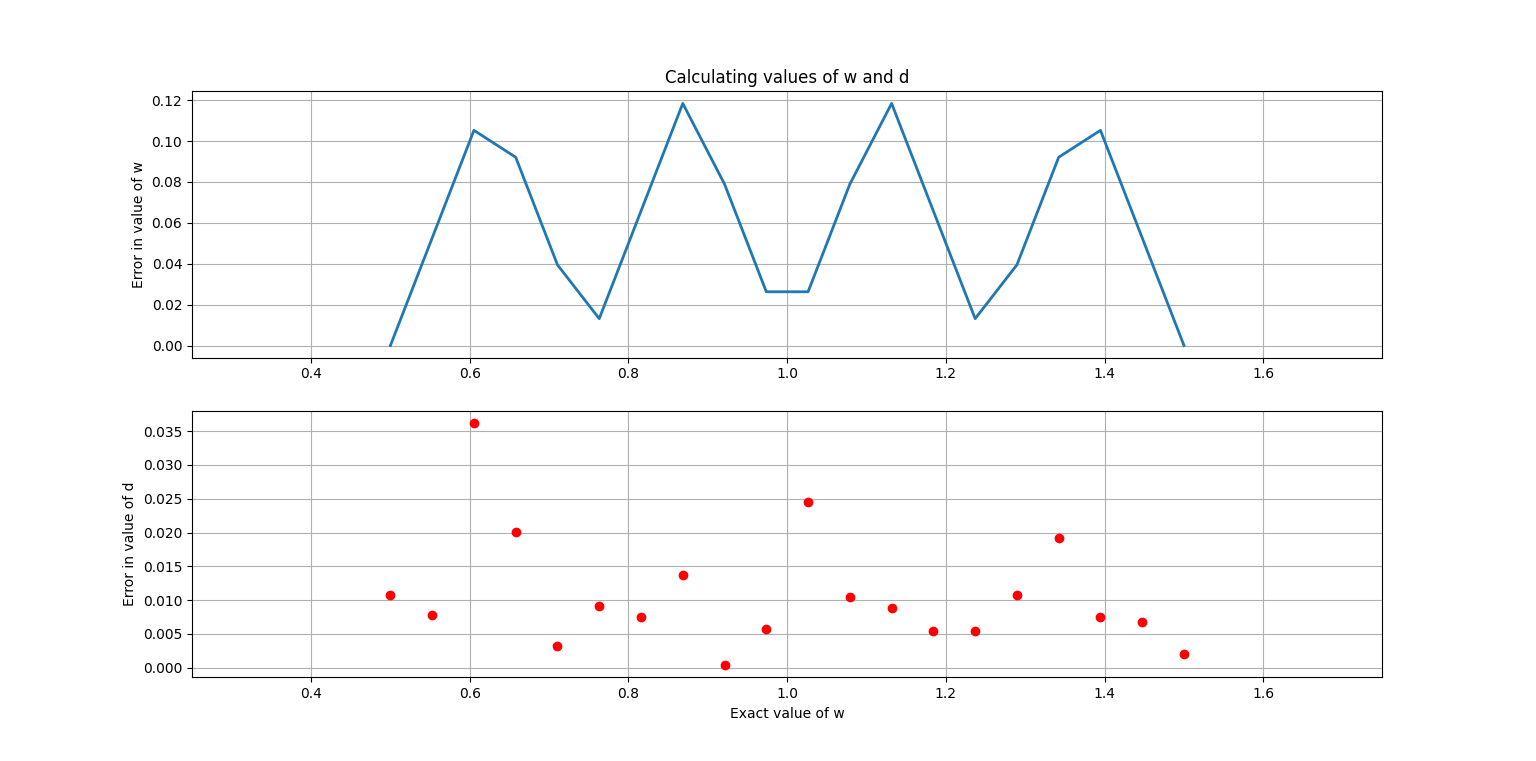 Calculating values of w and d
Error in value of w
0.12
0.10
0.08
0.06
0.04
0.02
0.00
0.4 0.6 0.8 1.0 1.2 1.4 1.6
Error in value of d
0.035
0.030
0.025
0.020
0.015
0.010
0.005
0.000
0.4 0.6 0.8 1.0 1.2 1.4 1.6
Exact value of w